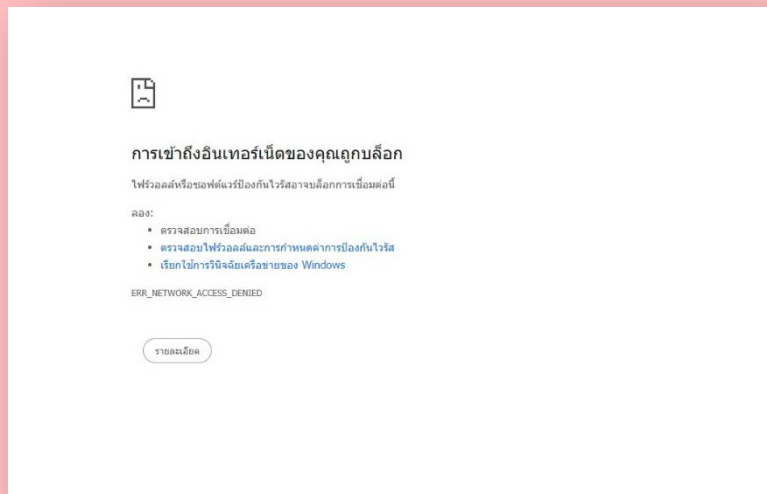 การเข้าถึงอินเทอร์เน็ตของคุณถูกบล็อก
ไฟร์วอลล์หรือซอฟต์แวร์ป้องกันไวรัสอาจบล็อกการเชื่อมต่อนี้
ลอง:
• ตรวจสอบการเชื่อมต่อ
• ตรวจสอบไฟร์วอลล์และการกำหนดค่าการป้องกันไวรัส
• เรียกใช้การวินิจฉัยเครือข่ายของ Windows
ERR_NETWORK_ACCESS_DENIED
รายละเอียด